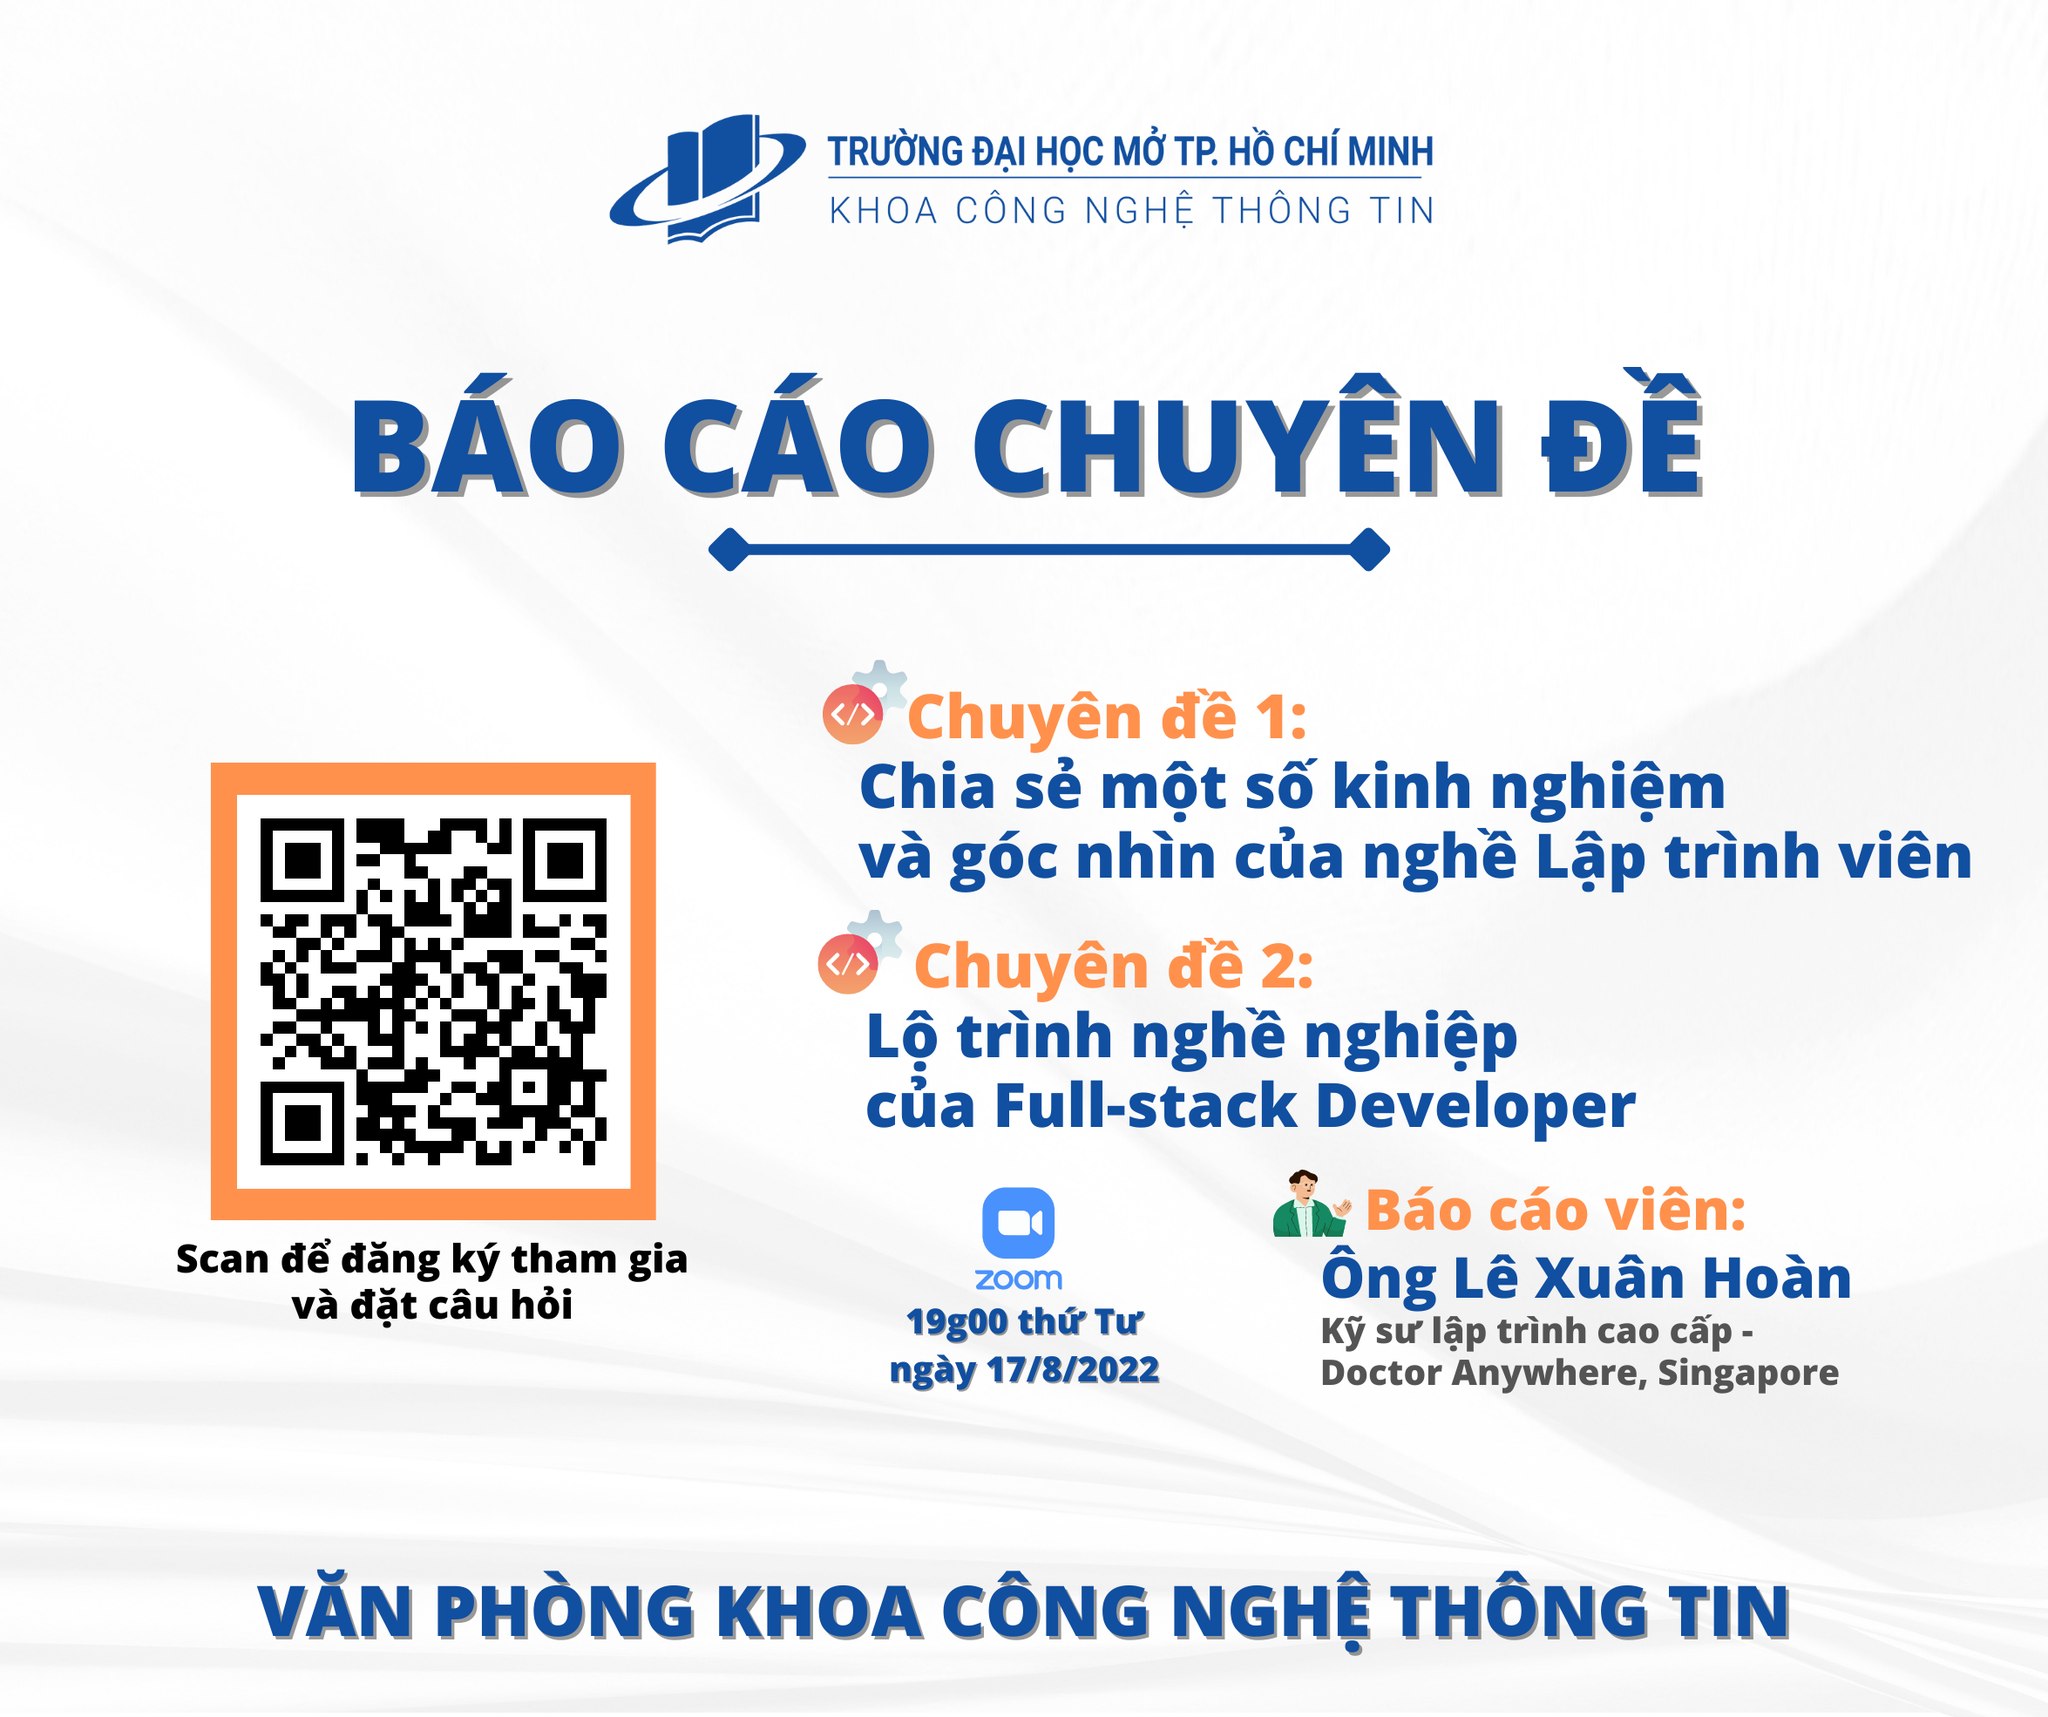 TRƯỜNG ĐẠI HỌC MỞ TP. HỒ CHÍ MINH
KHOA CÔNG NGHỆ THÔNG TIN
BÁO CÁO CHUYÊN ĐỀ
Chuyên đề 1:
Chia sẻ một số kinh nghiệm
và góc nhìn của nghề Lập trình viên
Chuyên đề 2:
Lộ trình nghề nghiệp
của Full-stack Developer
Scan để đăng ký tham gia
và đặt câu hỏi
zoom
19g00 thứ Tư
ngày 17/8/2022
Báo cáo viên:
Ông Lê Xuân Hoàn
Kỹ sư lập trình cao cấp -
Doctor Anywhere, Singapore
VĂN PHÒNG KHOA CÔNG NGHỆ THÔNG TIN